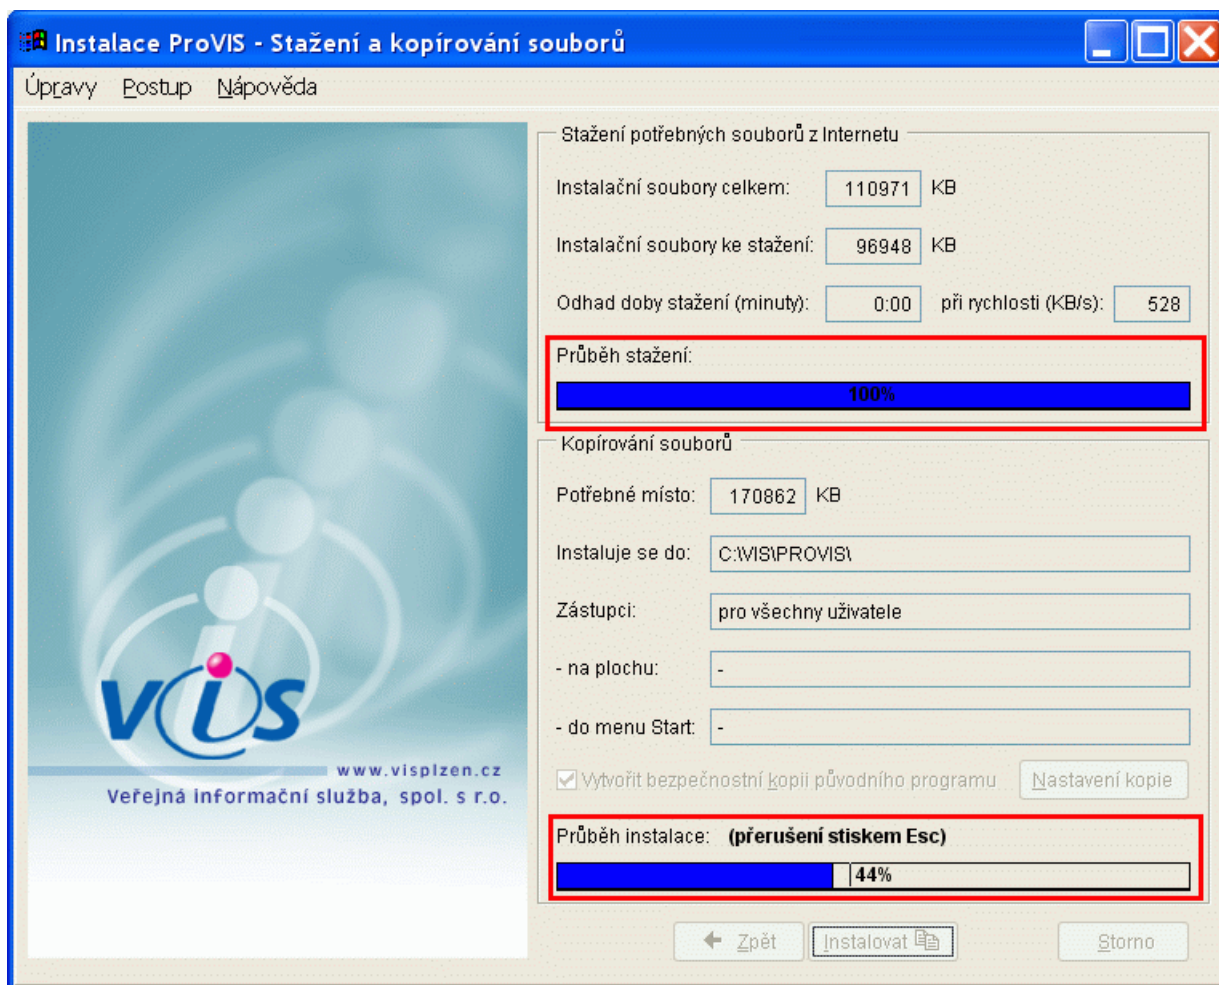 Instalace ProVIS - Stažení a kopírování souborů
Úpravy Postup Nápověda
Stažení potřebných souborů z Internetu
Instalační soubory celkem: 110971 KB
Instalační soubory ke stažení: 96948 KB
Odhad doby stažení (minuty): 0:00 při rychlosti (KB/s): 528
Průběh stažení:
100%
Kopírování souborů
Potřebné místo: 170862 KB
Instaluje se do: C:\VIS\PROVIS\
Zástupci: pro všechny uživatele
- na plochu: -
- do menu Start: -
Vytvořit bezpečnostní kopii původního programu Nastavení kopie
Průběh instalace: (přerušení stiskem Esc)
44%
Zpět Instalovat Storno
vis
www.visplzen.cz
Veřejná informační služba, spol. s r.o.